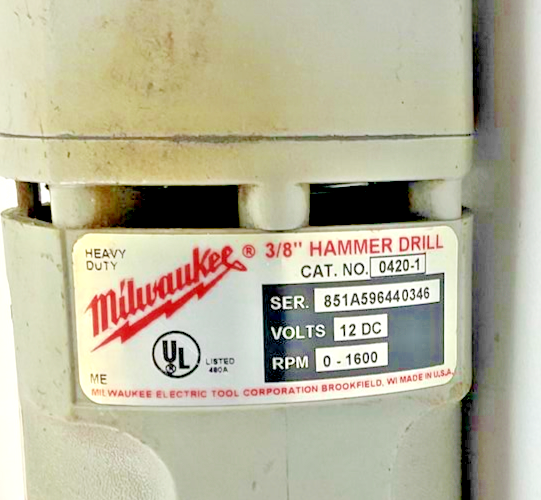 HEAVY
DUTY
Milwaukee®
3/8" HAMMER DRILL
CAT. NO. 0420-1
SER. 851A596440346
VOLTS 12 DC
RPM 0 - 1600
UL
®
LISTED
480A
ME
MILWAUKEE ELECTRIC TOOL CORPORATION BROOKFIELD, WI MADE IN U.S.A.